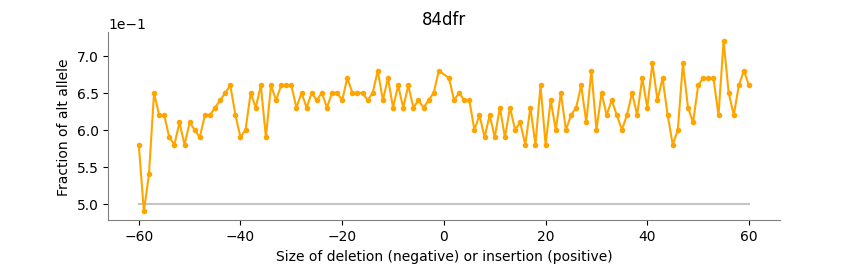 84dfr
1e−1
7.0
6.5
6.0
5.5
5.0
Fraction of alt allele
−60 −40 −20 0 20 40 60
Size of deletion (negative) or insertion (positive)